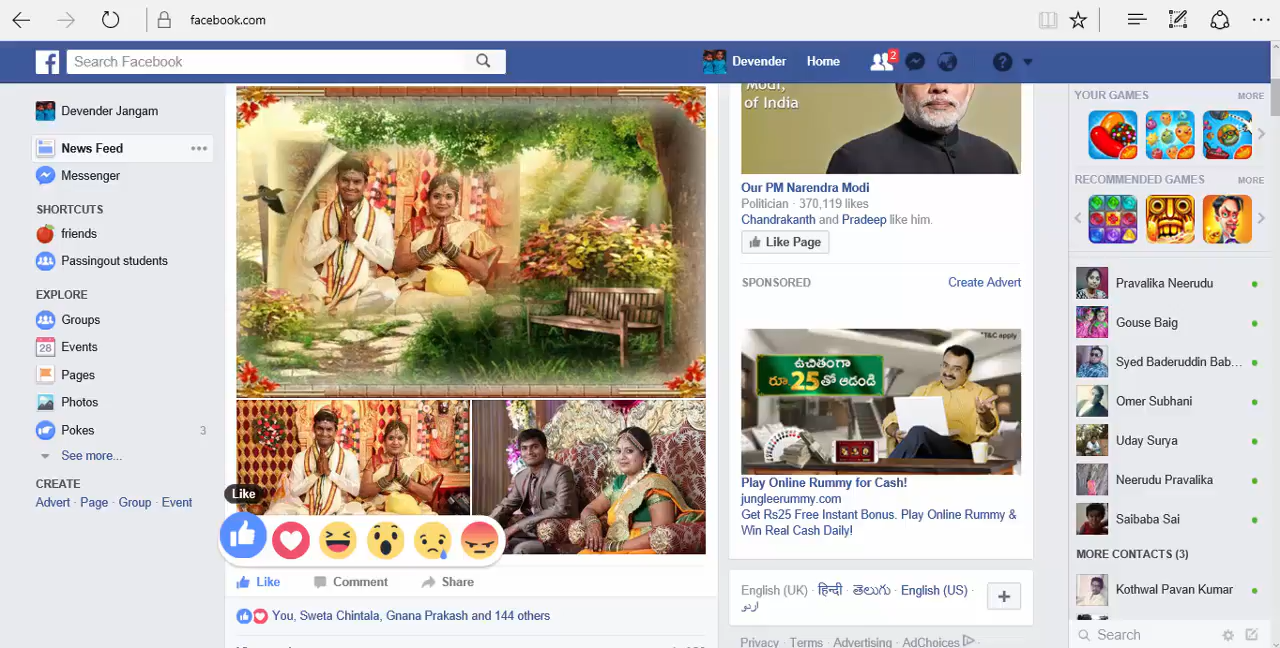 facebook.com
Search Facebook
Devender
Home
2
Devender Jangam
News Feed
Messenger
SHORTCUTS
friends
Passingout students
EXPLORE
Groups
28
Events
Pages
Photos
Pokes
3
See more...
CREATE
Advert · Page · Group · Event
Like
Like
Comment
Share
You, Sweta Chintala, Gnana Prakash and 144 others
Modi,
of India
Our PM Narendra Modi
Politician · 370,119 likes
Chandrakanth and Pradeep like him.
Like Page
SPONSORED
Create Advert
*T&C apply
ఉచితంగా
రూ.25తో ఆడండి
Play Online Rummy for Cash!
junglerummy.com
Get Rs25 Free Instant Bonus. Play Online Rummy &
Win Real Cash Daily!
English (UK) · हिन्दी · తెలుగు · English (US) ·
اردو
Privacy · Terms · Advertising · AdChoices
YOUR GAMES
MORE
RECOMMENDED GAMES
MORE
Pravalika Neerudu
Gouse Baig
Syed Baderuddin Bab...
Omer Subhani
Uday Surya
Neerudu Pravalika
Saibaba Sai
MORE CONTACTS (3)
Kothwal Pavan Kumar
Search